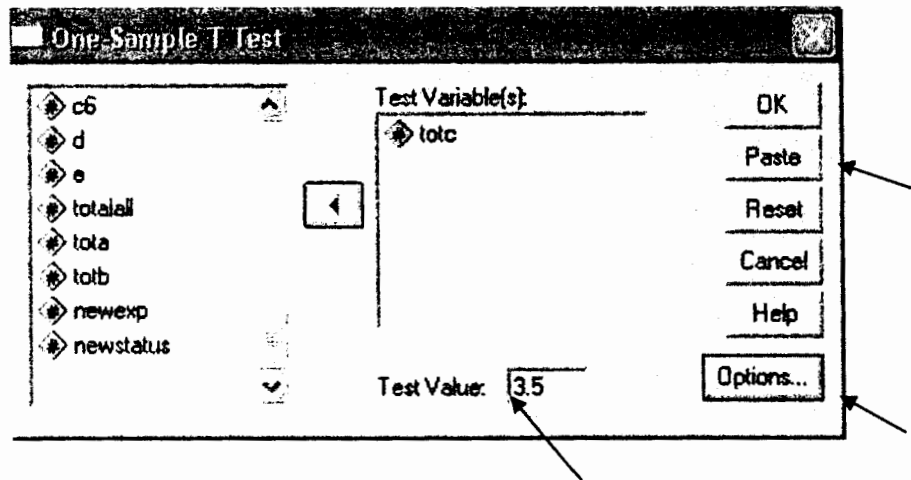 One-Sample T Test
c6
d
e
totalall
tota
totb
newexp
newstatus
Test Variable(s):
totc
Test Value: 3.5
OK
Paste
Reset
Cancel
Help
Options...